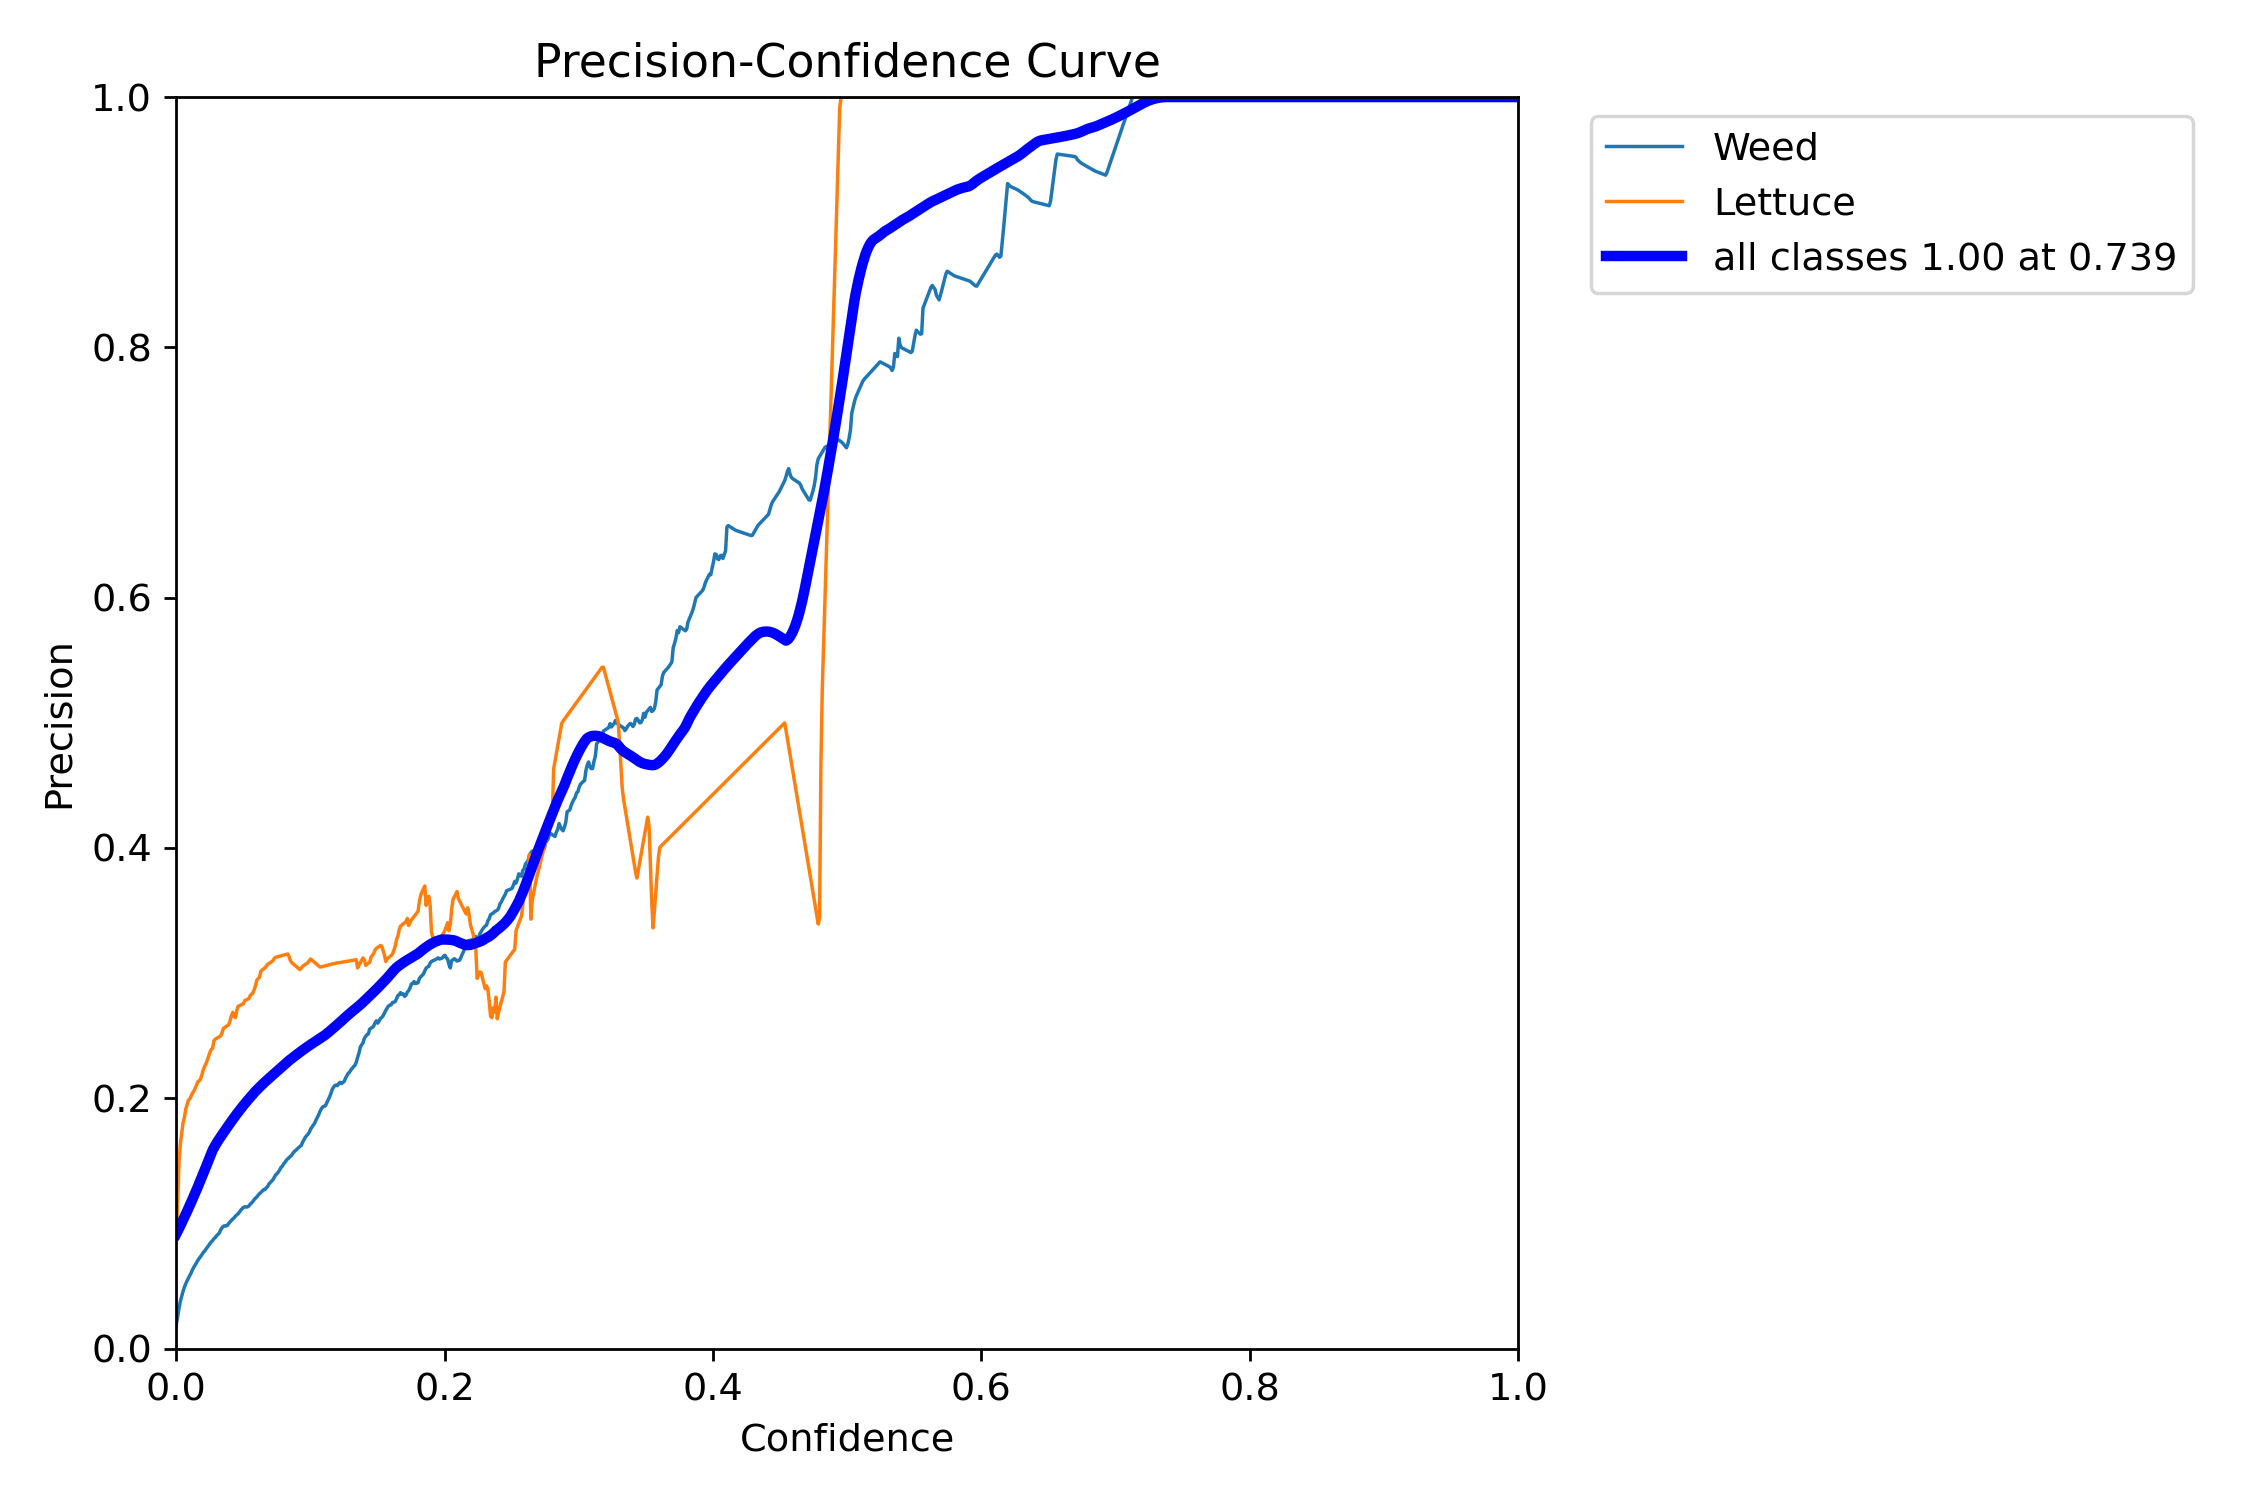 Precision-Confidence Curve
1.0
0.8
0.6
0.4
0.2
0.0
Precision
0.0 0.2 0.4 0.6 0.8 1.0
Confidence
Weed
Lettuce
all classes 1.00 at 0.739